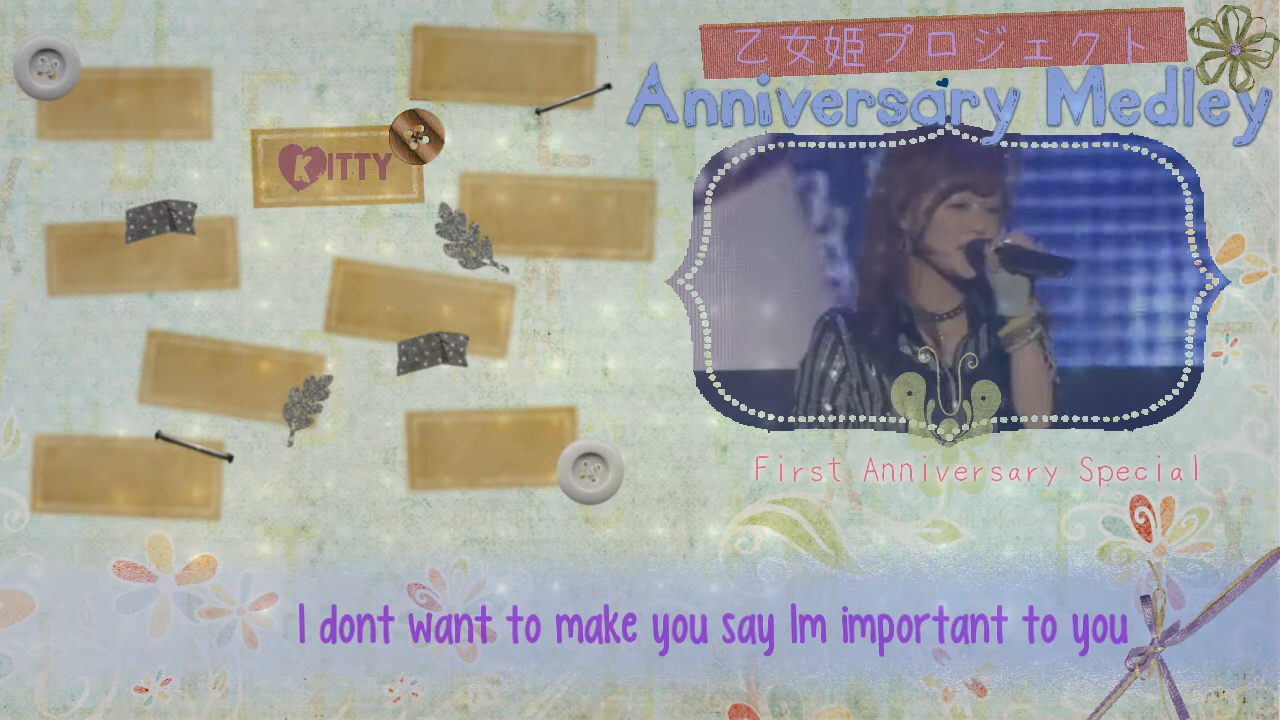 乙女姫プロジェクト
Anniversary Medley
KITTY
First Anniversary Special
I dont want to make you say Im important to you